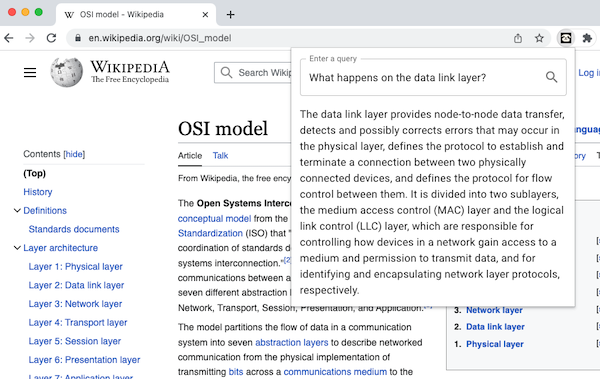 OSI model - Wikipedia
en.wikipedia.org/wiki/OSI_model
WIKIPEDIA
The Free Encyclopedia
Search Wiki
Log i
Enter a query
What happens on the data link layer?
The data link layer provides node-to-node data transfer,
detects and possibly corrects errors that may occur in
the physical layer, defines the protocol to establish and
terminate a connection between two physically
connected devices, and defines the protocol for flow
control between them. It is divided into two sublayers,
the medium access control (MAC) layer and the logical
link control (LLC) layer, which are responsible for
controlling how devices in a network gain access to a
medium and permission to transmit data, and for
identifying and encapsulating network layer protocols,
respectively.
Contents [hide]
(Top)
History
Definitions
Standards documents
Layer architecture
Layer 1: Physical layer
Layer 2: Data link layer
Layer 3: Network layer
Layer 4: Transport layer
Layer 5: Session layer
Layer 6: Presentation layer
Layer 7: Application layer
OSI model
Article Talk
From Wikipedia, the free ency
The Open Systems Interc
conceptual model from the
Standardization (ISO) that "
coordination of standards d
systems interconnection."[2]
communications between a
seven different abstraction l
Network, Transport, Session, Presentation, and Application.
The model partitions the flow of data in a communication
system into seven abstraction layers to describe networked
communication from the physical implementation of
transmitting bits across a communications medium to the
3. Network layer
2. Data link layer
1. Physical layer